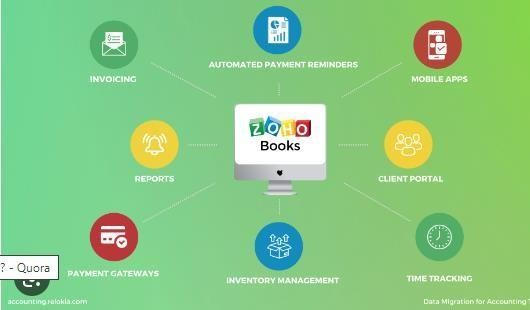 AUTOMATED PAYMENT REMINDERS
INVOICING
MOBILE APPS
ZOHO
Books
REPORTS
CLIENT PORTAL
? - Quora
PAYMENT GATEWAYS
INVENTORY MANAGEMENT
TIME TRACKING
accounting.relokia.com
Data Migration for Accounting